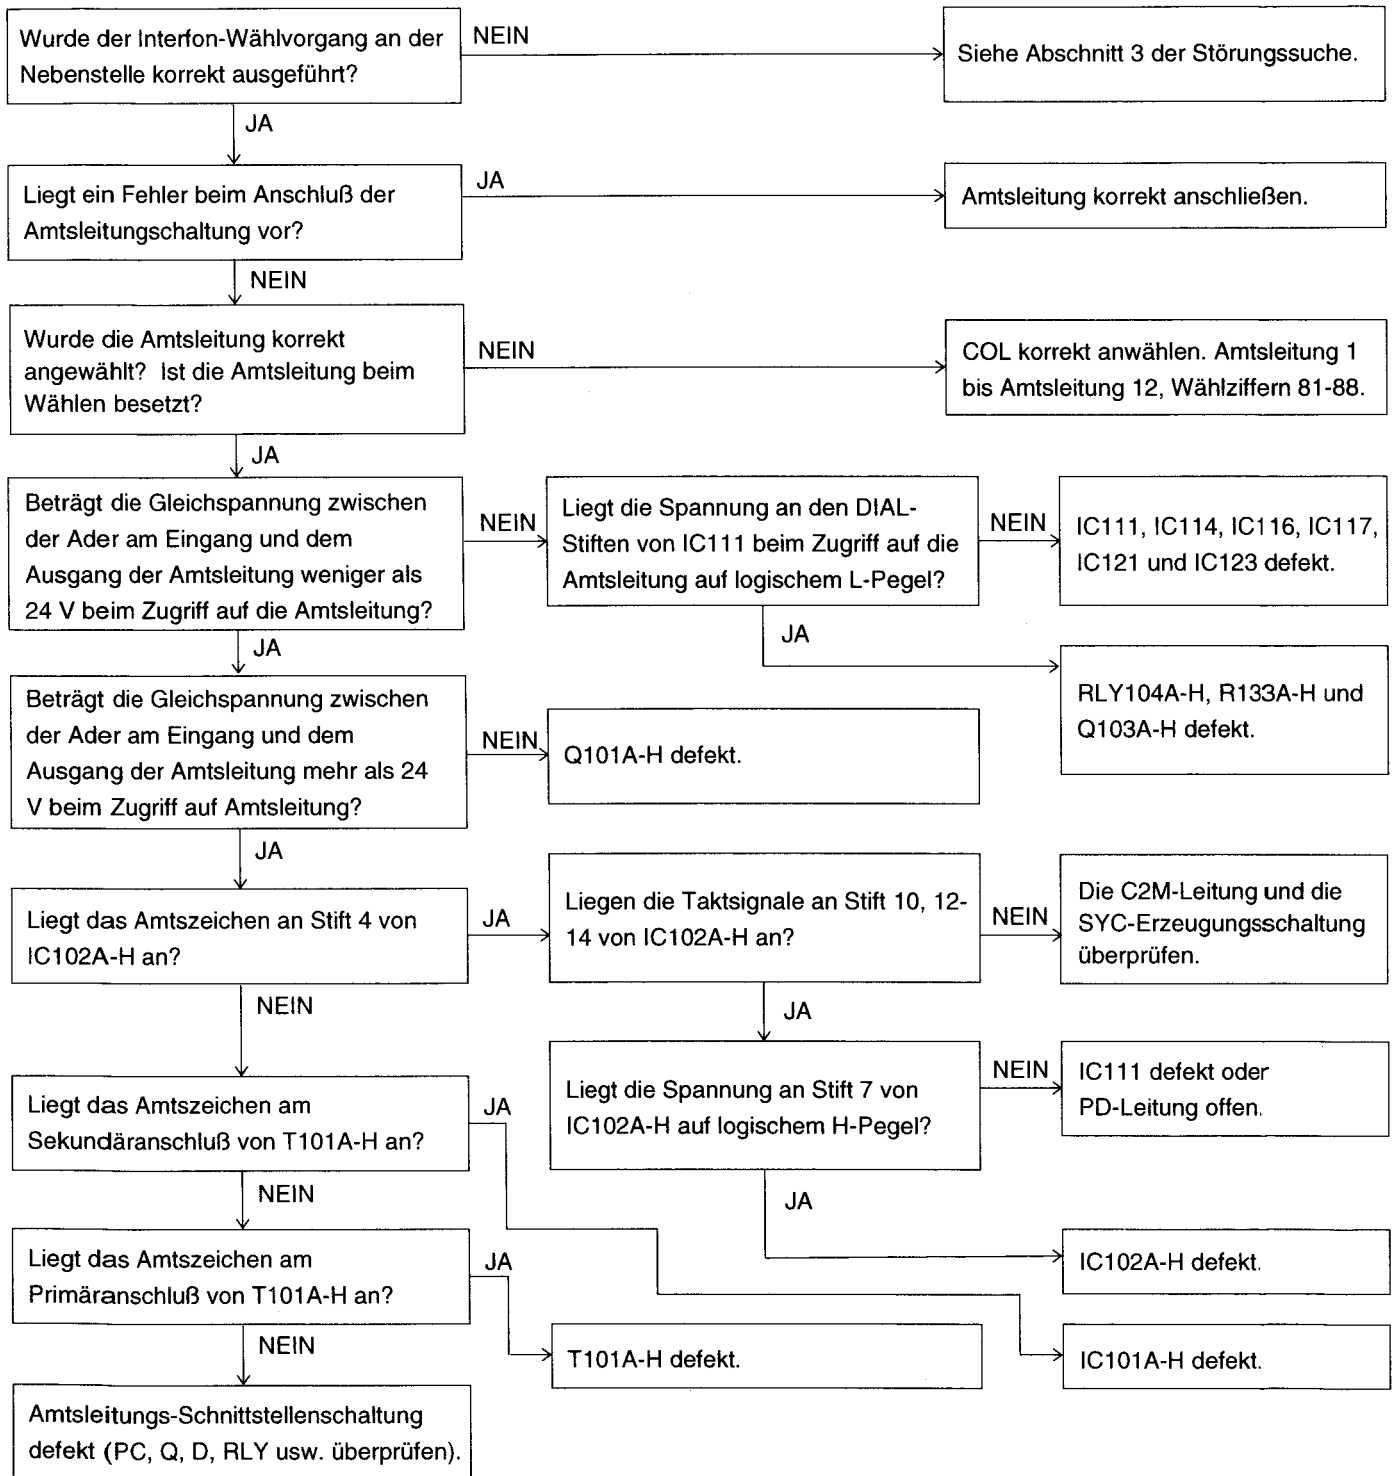 Wurde der Interfon-Wählvorgang an der
Nebenstelle korrekt ausgeführt?
NEIN
Siehe Abschnitt 3 der Störungssuche.
JA
Liegt ein Fehler beim Anschluß der
Amtsleitungschaltung vor?
JA
Amtsleitung korrekt anschließen.
NEIN
Wurde die Amtsleitung korrekt
angewählt? Ist die Amtsleitung beim
Wählen besetzt?
NEIN
COL korrekt anwählen. Amtsleitung 1
bis Amtsleitung 12, Wählziffern 81-88.
JA
Beträgt die Gleichspannung zwischen
der Ader am Eingang und dem
Ausgang der Amtsleitung weniger als
24 V beim Zugriff auf die Amtsleitung?
NEIN
Liegt die Spannung an den DIAL-
Stiften von IC111 beim Zugriff auf die
Amtsleitung auf logischem L-Pegel?
NEIN
IC111, IC114, IC116, IC117,
IC121 und IC123 defekt.
JA
RLY104A-H, R133A-H und
Q103A-H defekt.
JA
Beträgt die Gleichspannung zwischen
der Ader am Eingang und dem
Ausgang der Amtsleitung mehr als 24
V beim Zugriff auf Amtsleitung?
NEIN
Q101A-H defekt.
JA
Liegt das Amtszeichen an Stift 4 von
IC102A-H an?
JA
Liegen die Taktsignale an Stift 10, 12-
14 von IC102A-H an?
NEIN
Die C2M-Leitung und die
SYC-Erzeugungsschaltung
überprüfen.
NEIN
JA
Liegt die Spannung an Stift 7 von
IC102A-H auf logischem H-Pegel?
NEIN
IC111 defekt oder
PD-Leitung offen.
Liegt das Amtszeichen am
Sekundäranschluß von T101A-H an?
JA
NEIN
JA
IC102A-H defekt.
Liegt das Amtszeichen am
Primäranschluß von T101A-H an?
JA
T101A-H defekt.
IC101A-H defekt.
NEIN
Amtsleitungs-Schnittstellenschaltung
defekt (PC, Q, D, RLY usw. überprüfen).